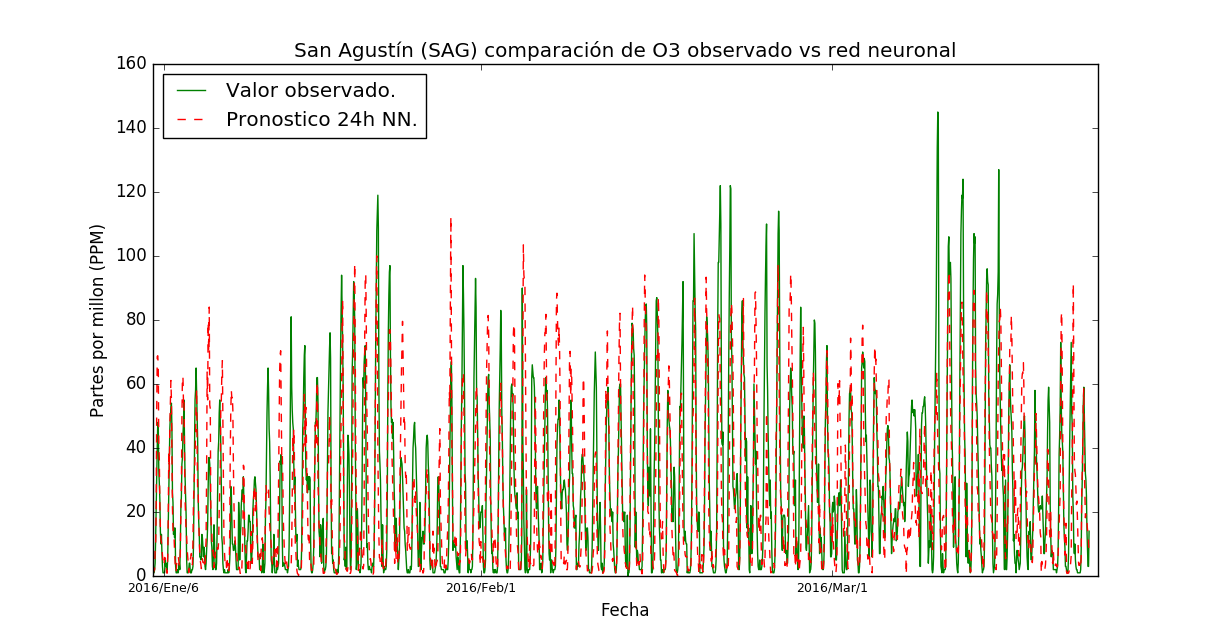 San Agustín (SAG) comparación de O3 observado vs red neuronal
Valor observado.
Pronostico 24h NN.
Partes por millon (PPM)
160
140
120
100
80
60
40
20
0
2016/Ene/6
2016/Feb/1
2016/Mar/1
Fecha